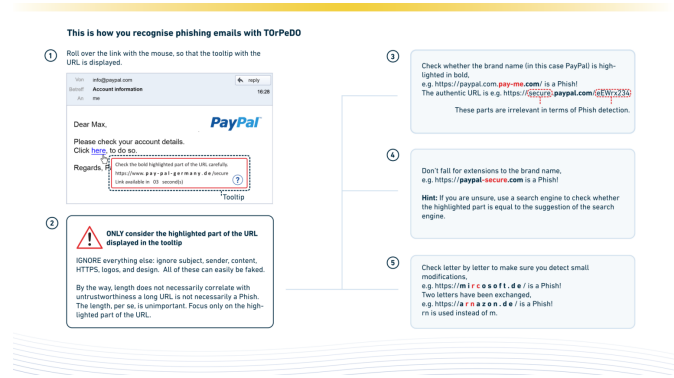 This is how you recognise phishing emails with TOrPeDO
1
Roll over the link with the mouse, so that the tooltip with the
URL is displayed.
Von info@paypal.com
reply
Betreff Account information
16:28
An me
Dear Max,
PayPal
Please check your account details.
Click here, to do so.
Regards, P
Check the bold highlighted part of the URL carefully.
https://www.pay-pal-germany.de/secure
Link available in 03 second(s)
?
Tooltip
2
ONLY consider the highlighted part of the URL
displayed in the tooltip
IGNORE everything else: ignore subject, sender, content,
HTTPS, logos, and design. All of these can easily be faked.
By the way, length does not necessarily correlate with
untrustworthiness a long URL is not necessarily a Phish.
The length, per se, is unimportant. Focus only on the high-
lighted part of the URL.
3
Check whether the brand name (in this case PayPal) is high-
lighted in bold,
e.g. https://paypal.com.pay-me.com/ is a Phish!
The authentic URL is e.g. https://secure.paypal.com/eEWrx234
These parts are irrelevant in terms of Phish detection.
4
Don't fall for extensions to the brand name,
e.g. https://paypal-secure.com is a Phish!
Hint: If you are unsure, use a search engine to check whether
the highlighted part is equal to the suggestion of the search
engine.
5
Check letter by letter to make sure you detect small
modifications,
e.g. https://mircosoft.de/ is a Phish!
Two letters have been exchanged,
e.g. https://arnazon.de/ is a Phish!
rn is used instead of m.